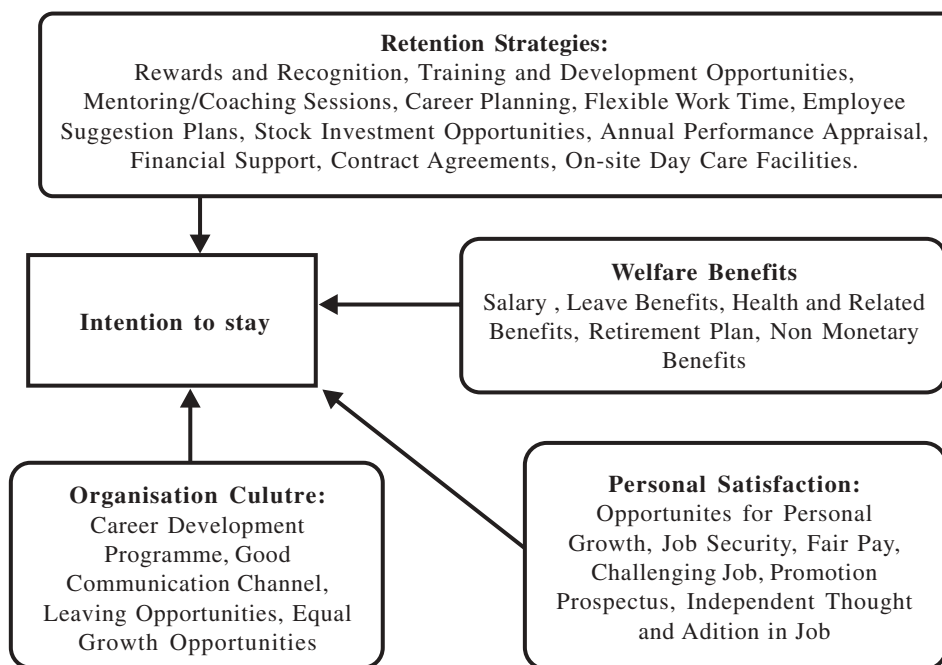 Retention Strategies:
Rewards and Recognition, Training and Development Opportunities,
Mentoring/Coaching Sessions, Career Planning, Flexible Work Time, Employee
Suggestion Plans, Stock Investment Opportunities, Annual Performance Appraisal,
Financial Support, Contract Agreements, On-site Day Care Facilities.
Intention to stay
Welfare Benefits
Salary , Leave Benefits, Health and Related
Benefits, Retirement Plan, Non Monetary
Benefits
Organisation Culutre:
Career Development
Programme, Good
Communication Channel,
Leaving Opportunities, Equal
Growth Opportunities
Personal Satisfaction:
Opportunites for Personal
Growth, Job Security, Fair Pay,
Challenging Job, Promotion
Prospectus, Independent Thought
and Adition in Job